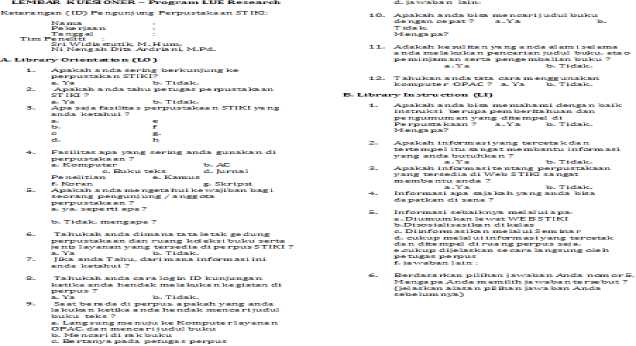 LEMBAR KUESIONER – Program LUE Research
Keterangan (ID) Pengunjung Perpustakaan STIKI:
Nama :
Pekerjaan :
Tanggal :
Tim Peneliti :
Sri Widiastutik, M.Hum.
Ni Nengah Dita Ardiani, M.Pd.
A. Library Orientation (LO)
1. Apakah anda sering berkunjung ke
perpustakaan STIKI?
a. Ya b. Tidak.
2. Apakah anda tahu petugas perpustakaan
STIKI ?
a. Ya b. Tidak.
3. Apa saja fasilitas perpustakaan STIKI yang
anda ketahui ?
a. e
b. f
c g.
d. h
4. Fasilitas apa yang sering anda gunakan di
perpustakaan ?
a. Komputer b. AC
c. Buku teks d. Jurnal
Penelitian e. Kamus
f. Koran g. Skripsi
5. Apakah anda mengetahui kewajiban bagi
seorang pengunjung / anggota
perpustakaan ?
a. ya, seperti apa?
b. Tidak, mengapa ?
6. Tahukah anda dimana tata letak gedung
perpustakaan dan ruang koleksi buku serta
jenis layanan yang tersedia di perpus STIKI ?
a. Ya b. Tidak.
7. Jika anda Tahu, dari mana informasi ini
anda ketahui ?
8. Tahukah anda cara login ID kunjungan
ketika anda hendak melakukan kegiatan di
perpus ?
a. Ya b. Tidak.
9. Saat berada di perpus apakah yang anda
lakukan ketika anda hendak mencari judul
buku teks ?
a. Langsung menuju ke Komputer layanan
OPAC dan mencari judul buku
b. Mencari di rak buku
c. Bertanya pada petugas perpus
d. jawaban lain:
10. Apakah anda bisa mencari judul buku
dengan cepat ? a. Ya b.
Tidak.
Mengapa?
11. Adakah kesulitan yang anda alami selama
anda melakukan pencarian judul buku, atau
peminjaman serta pengembalian buku ?
a. Ya b. Tidak.
12. Tahukan anda tata cara menggunakan
komputer OPAC ? a. Ya b. Tidak.
B. Library Instruction (LI)
1. Apakah anda bisa memahami dengan baik
instruksi berupa pemberitahuan dan
pengumuman yang ditempel di
Perpustakaan ? a. Ya b. Tidak.
Mengapa?
2. Apakah informasi yang tercetak dan
tertempel itu sangat membantu informasi
yang anda butuhkan ?
a. Ya b. Tidak.
3. Apakah informasi tentang perpustakaan
yang tersedia di Web STIKI sangat
membantu anda ?
a. Ya b. Tidak.
4. Informasi apa sajakah yang anda bisa
dapatkan di sana ?
5. Informasi sebaiknya melalui apa.
a. Diumumkan lewat WEB STIKI
b. Disosialisasikan di kelas
c. Diinformasikan melalui Seminar
d. cukup melalui informasi yang tercetak
dan ditempel di ruang perpus saja.
e. cukup dijelaskan secara langsung oleh
petugas perpus
f. jawaban lain :
6. Berdasarkan pilihan jawaban Anda nomor 5,
Mengapa Anda memilih jawaban tersebut ?
(jelaskan alasan pilihan jawaban Anda
sebelumnya)